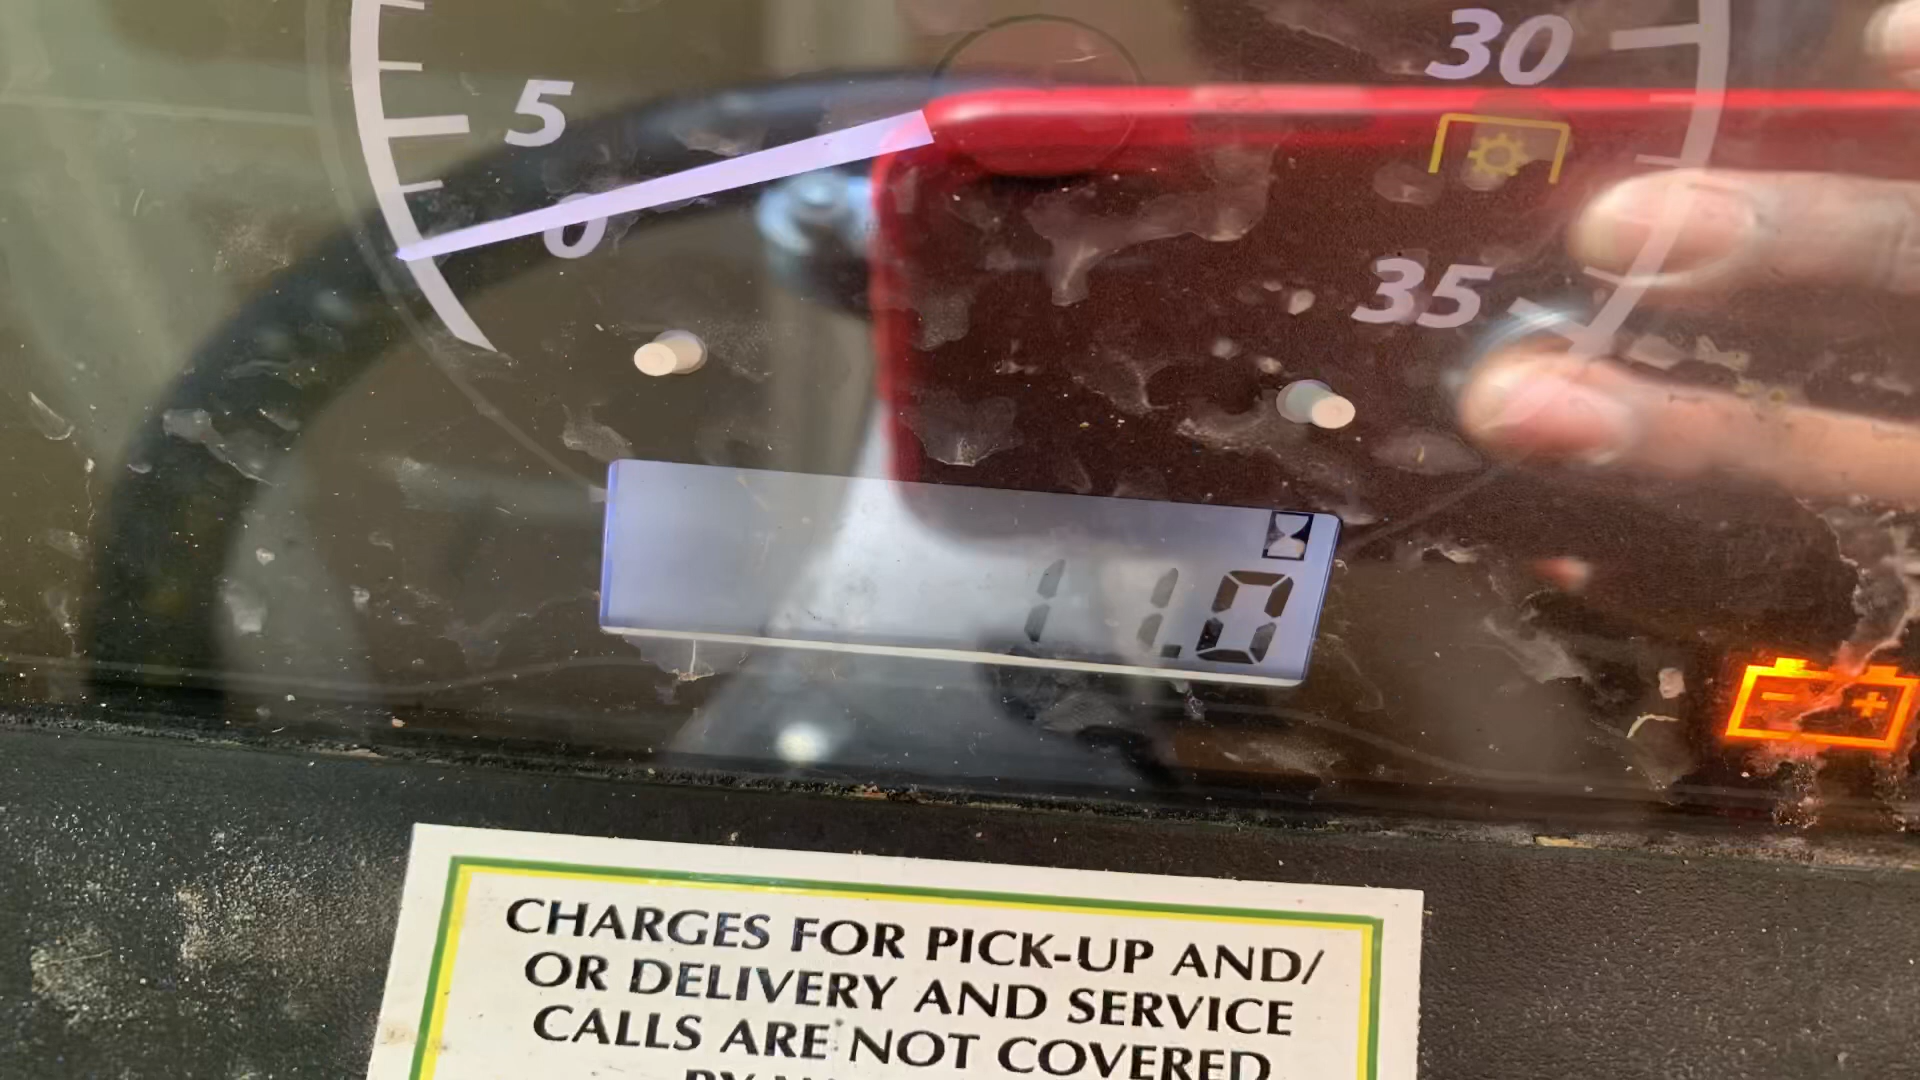 5
30
0
35
11.0
- +
CHARGES FOR PICK-UP AND/
OR DELIVERY AND SERVICE
CALLS ARE NOT COVERED